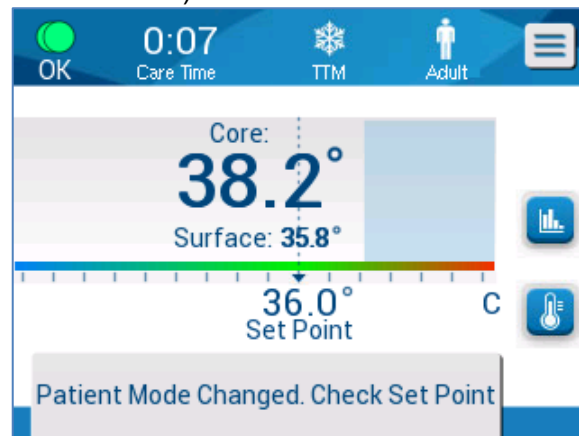 0:07
OK Care Time TTM Adult
Core:
38.2°
Surface: 35.8°
36.0° C
Set Point
Patient Mode Changed. Check Set Point